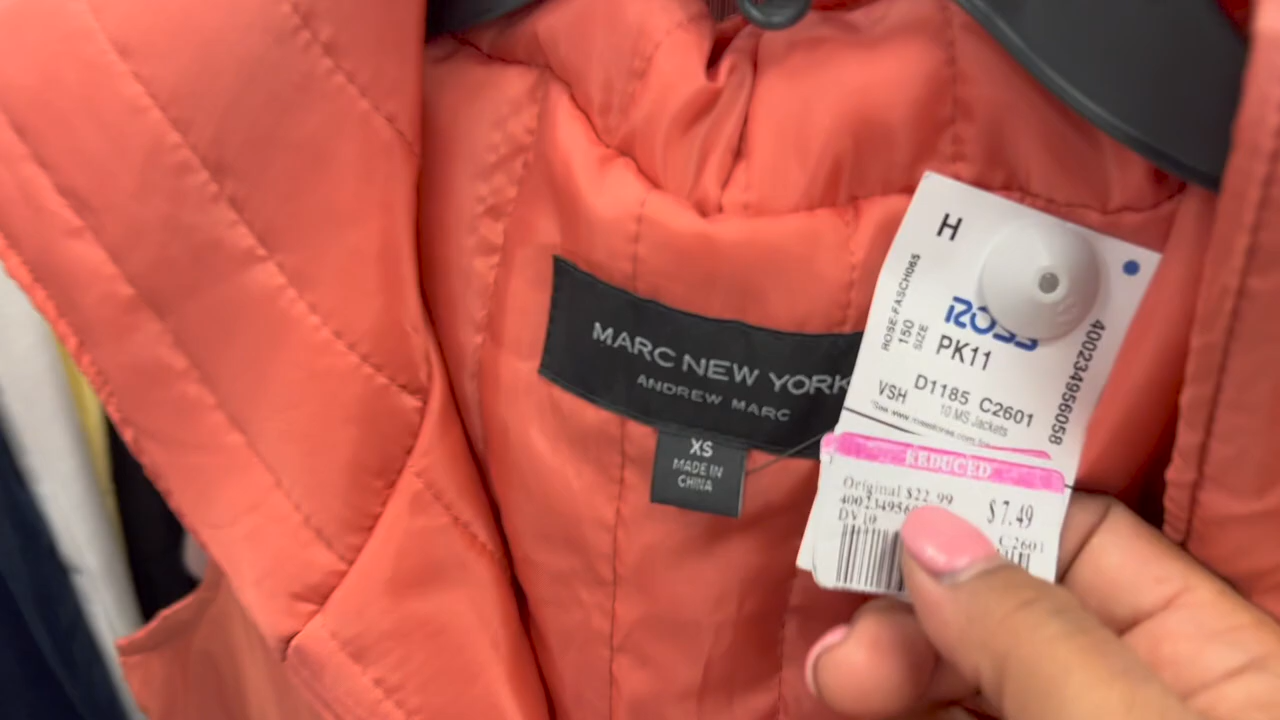 MARC NEW YORK
ANDREW MARC
XS
MADE IN
CHINA
H
ROSE-FASCH065
150
SIZE
ROSS
PK11
400234956058
D1185 C2601
VSH
10 MS Jackets
REDUCED
Original $22.99
$7.49
DV10
C2601